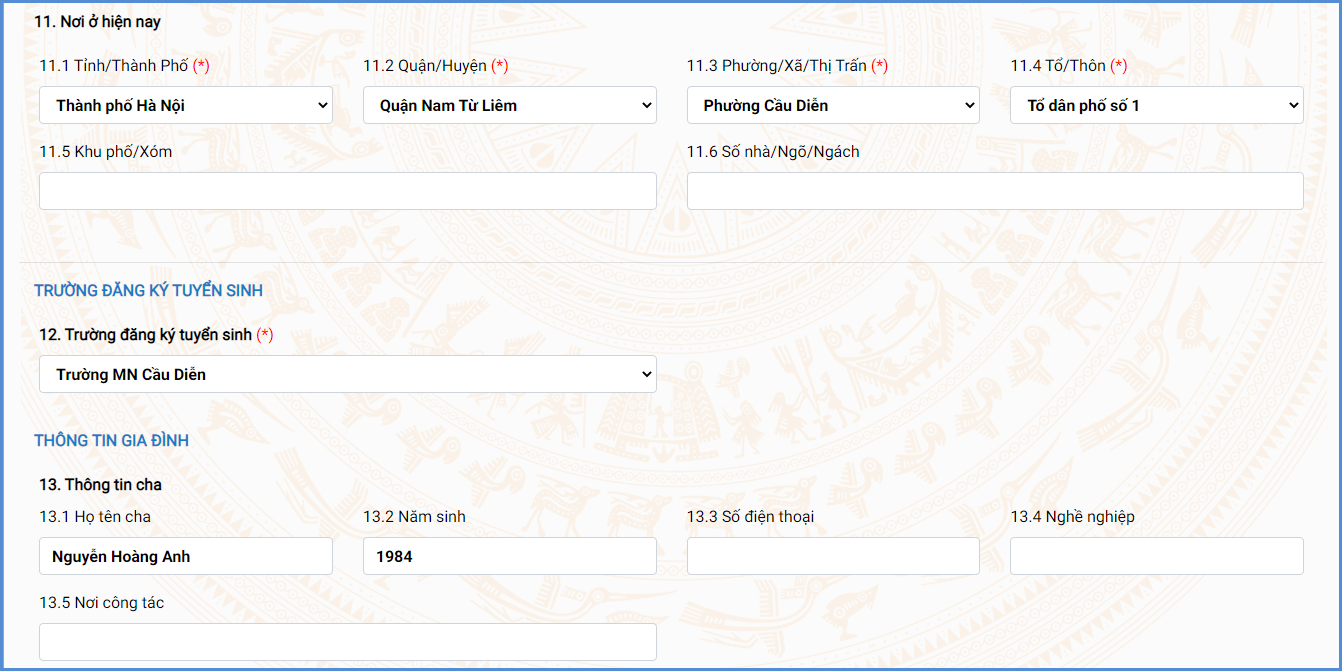 11. Nơi ở hiện nay
11.1 Tỉnh/Thành Phố (*) 11.2 Quận/Huyện (*) 11.3 Phường/Xã/Thị Trấn (*) 11.4 Tổ/Thôn (*)
Thành phố Hà Nội Quận Nam Từ Liêm Phường Cầu Diễn Tổ dân phố số 1
11.5 Khu phố/Xóm 11.6 Số nhà/Ngõ/Ngách
TRƯỜNG ĐĂNG KÝ TUYỂN SINH
12. Trường đăng ký tuyển sinh (*)
Trường MN Cầu Diễn
THÔNG TIN GIA ĐÌNH
13. Thông tin cha
13.1 Họ tên cha 13.2 Năm sinh 13.3 Số điện thoại 13.4 Nghề nghiệp
Nguyễn Hoàng Anh 1984
13.5 Nơi công tác